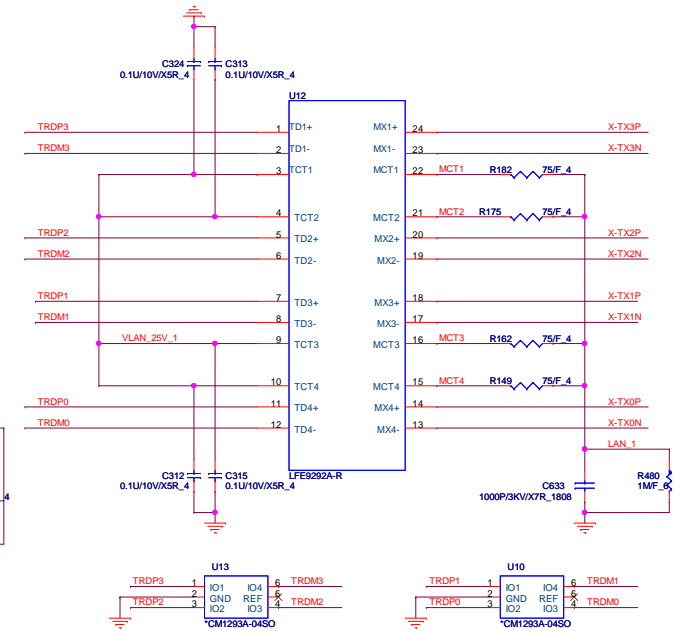 C324 C313
0.1U/10V/X5R_4 0.1U/10V/X5R_4
U12
TRDP3 1 TD1+ MX1+ 24 X-TX3P
TRDM3 2 TD1- MX1- 23 X-TX3N
3 TCT1 MCT1 22 MCT1 R182 75/F_4
4 TCT2 MCT2 21 MCT2 R175 75/F_4
TRDP2 5 TD2+ MX2+ 20 X-TX2P
TRDM2 6 TD2- MX2- 19 X-TX2N
TRDP1 7 TD3+ MX3+ 18 X-TX1P
TRDM1 8 TD3- MX3- 17 X-TX1N
VLAN_25V_1 9 TCT3 MCT3 16 MCT3 R162 75/F_4
10 TCT4 MCT4 15 MCT4 R149 75/F_4
TRDP0 11 TD4+ MX4+ 14 X-TX0P
TRDM0 12 TD4- MX4- 13 X-TX0N
LAN_1
C312 C315 LFE9292A-R
0.1U/10V/X5R_4 0.1U/10V/X5R_4
C633 R480
1000P/3KV/X7R_1808 1M/F_6
4
U13 U10
TRDP3 1 IO1 IO4 6 TRDM3 TRDP1 1 IO1 IO4 6 TRDM1
2 GND REF 5 2 GND REF 5
TRDP2 3 IO2 IO3 4 TRDM2 TRDP0 3 IO2 IO3 4 TRDM0
*CM1293A-04SO *CM1293A-04SO